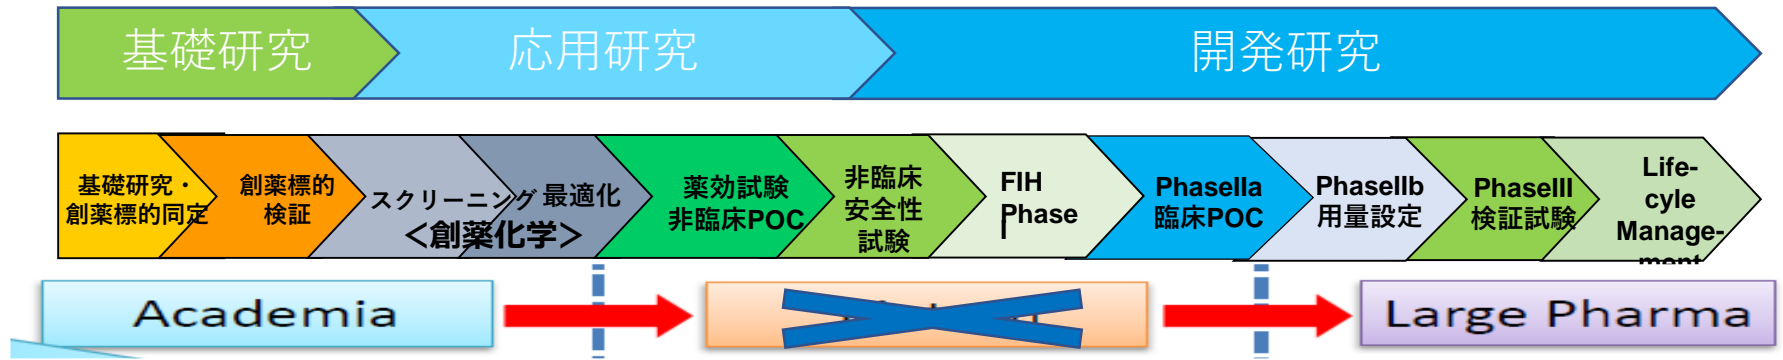 基礎研究
応用研究
開発研究
基礎研究・
創薬標的同定
創薬標的
検証
スクリーニング
最適化
<創薬化学>
薬効試験
非臨床POC
非臨床
安全性
試験
FIH
Phase
I
PhaseIIa
臨床POC
PhaseIIb
用量設定
PhaseIII
検証試験
Life-
cyle
Manage-
ment
Academia
Large Pharma